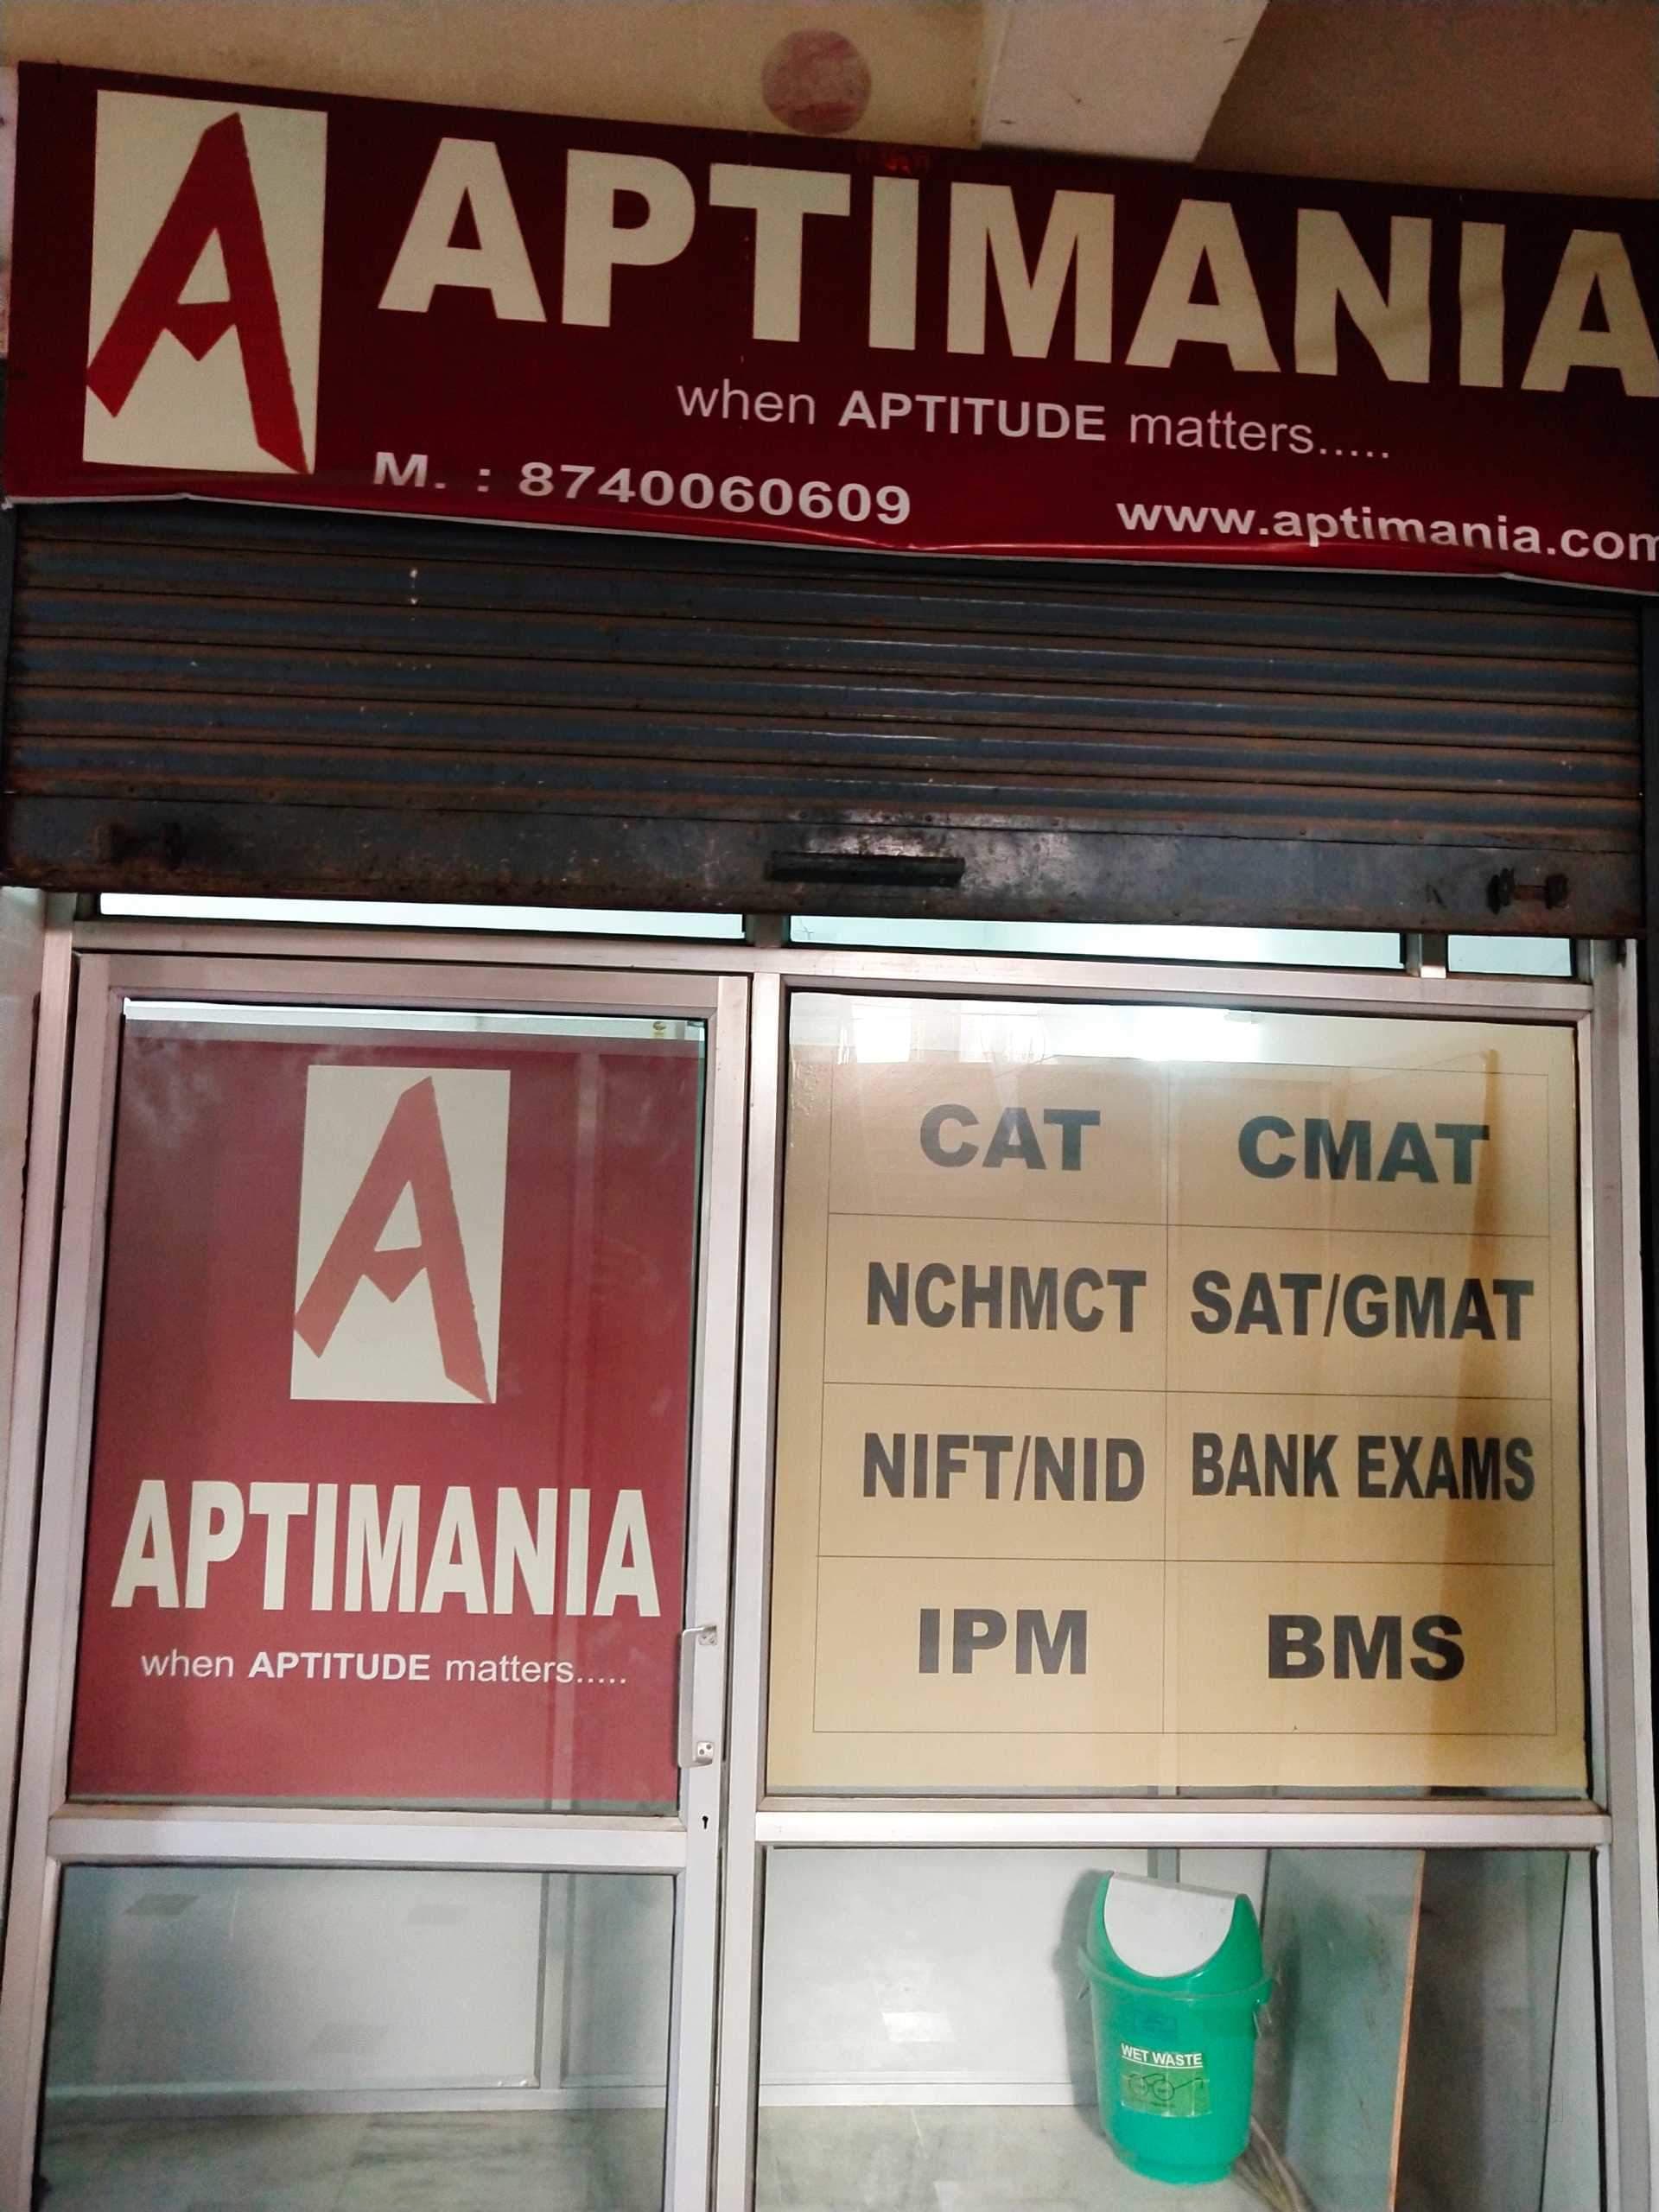 APTIMANIA
when APTITUDE matters.....
M. : 8740060609
www.aptimania.com
APTIMANIA
when APTITUDE matters.....
CAT CMAT
NCHMCT SAT/GMAT
NIFT/NID BANK EXAMS
IPM BMS
WET WASTE